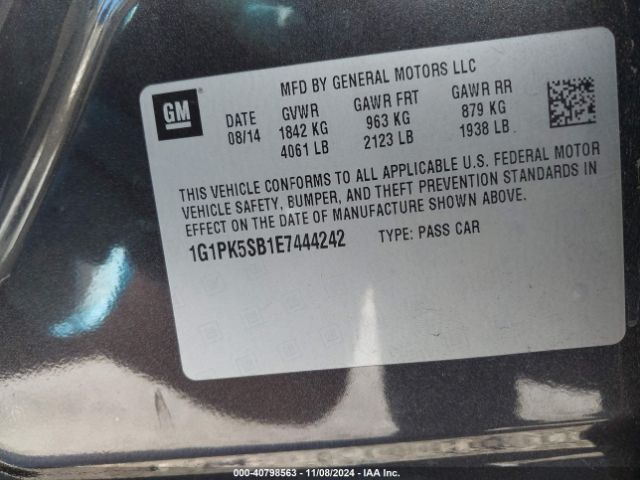 MFD BY GENERAL MOTORS LLC
GM
DATE GVWR GAWR FRT GAWR RR
08/14 1842 KG 963 KG 879 KG
4061 LB 2123 LB 1938 LB
THIS VEHICLE CONFORMS TO ALL APPLICABLE U.S. FEDERAL MOTOR
VEHICLE SAFETY, BUMPER, AND THEFT PREVENTION STANDARDS IN
EFFECT ON THE DATE OF MANUFACTURE SHOWN ABOVE.
1G1PK5SB1E7444242 TYPE: PASS CAR
000-40798563 - 11/08/2024 - IAA Inc.